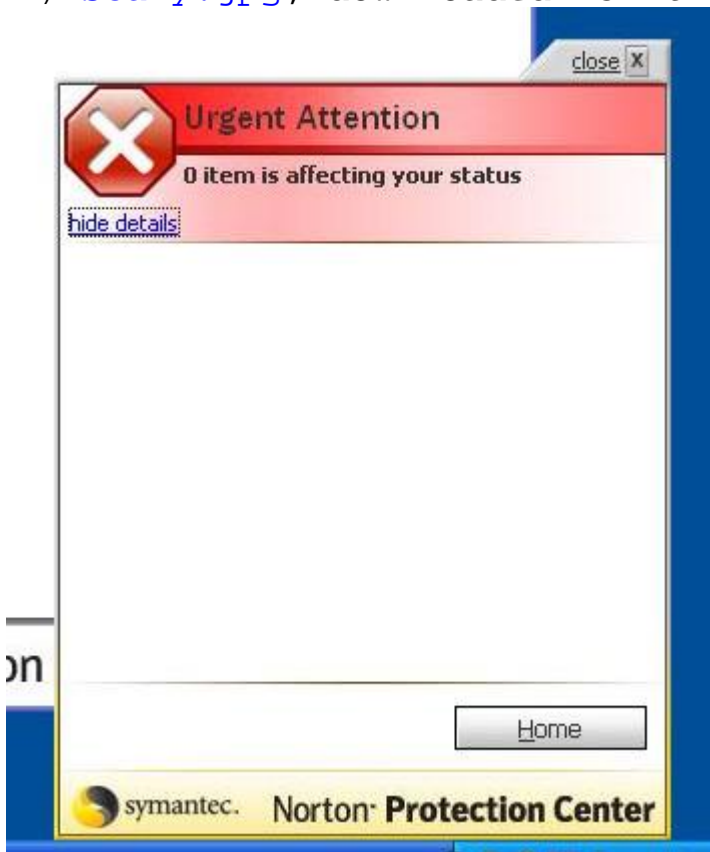 close X
Urgent Attention
0 item is affecting your status
hide details
on
Home
symantec. Norton· Protection Center